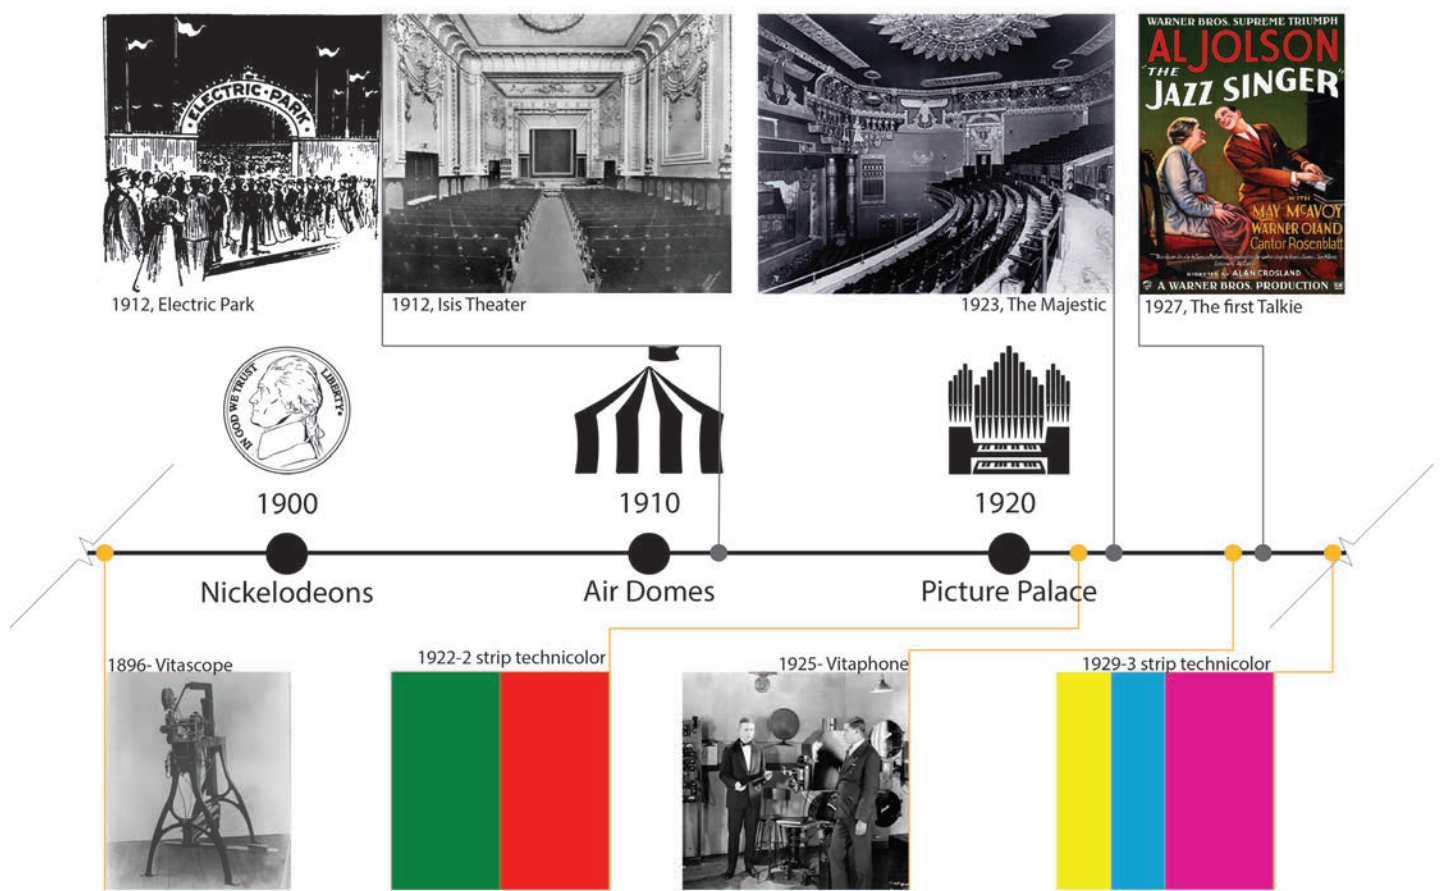 ELECTRIC·PARK
WARNER BROS. SUPREME TRIUMPH
AL JOLSON
"THE
JAZZ SINGER"
WITH
MAY McAVOY
WARNER OLAND
Cantor Rosenblatt
DIRECTED BY ALAN CROSLAND
A WARNER BROS. PRODUCTION
1912, Electric Park
1912, Isis Theater
1923, The Majestic
1927, The first Talkie
IN GOD WE TRUST
LIBERTY
1900
1910
1920
Nickelodeons
Air Domes
Picture Palace
1896- Vitascope
1922-2 strip technicolor
1925- Vitaphone
1929-3 strip technicolor